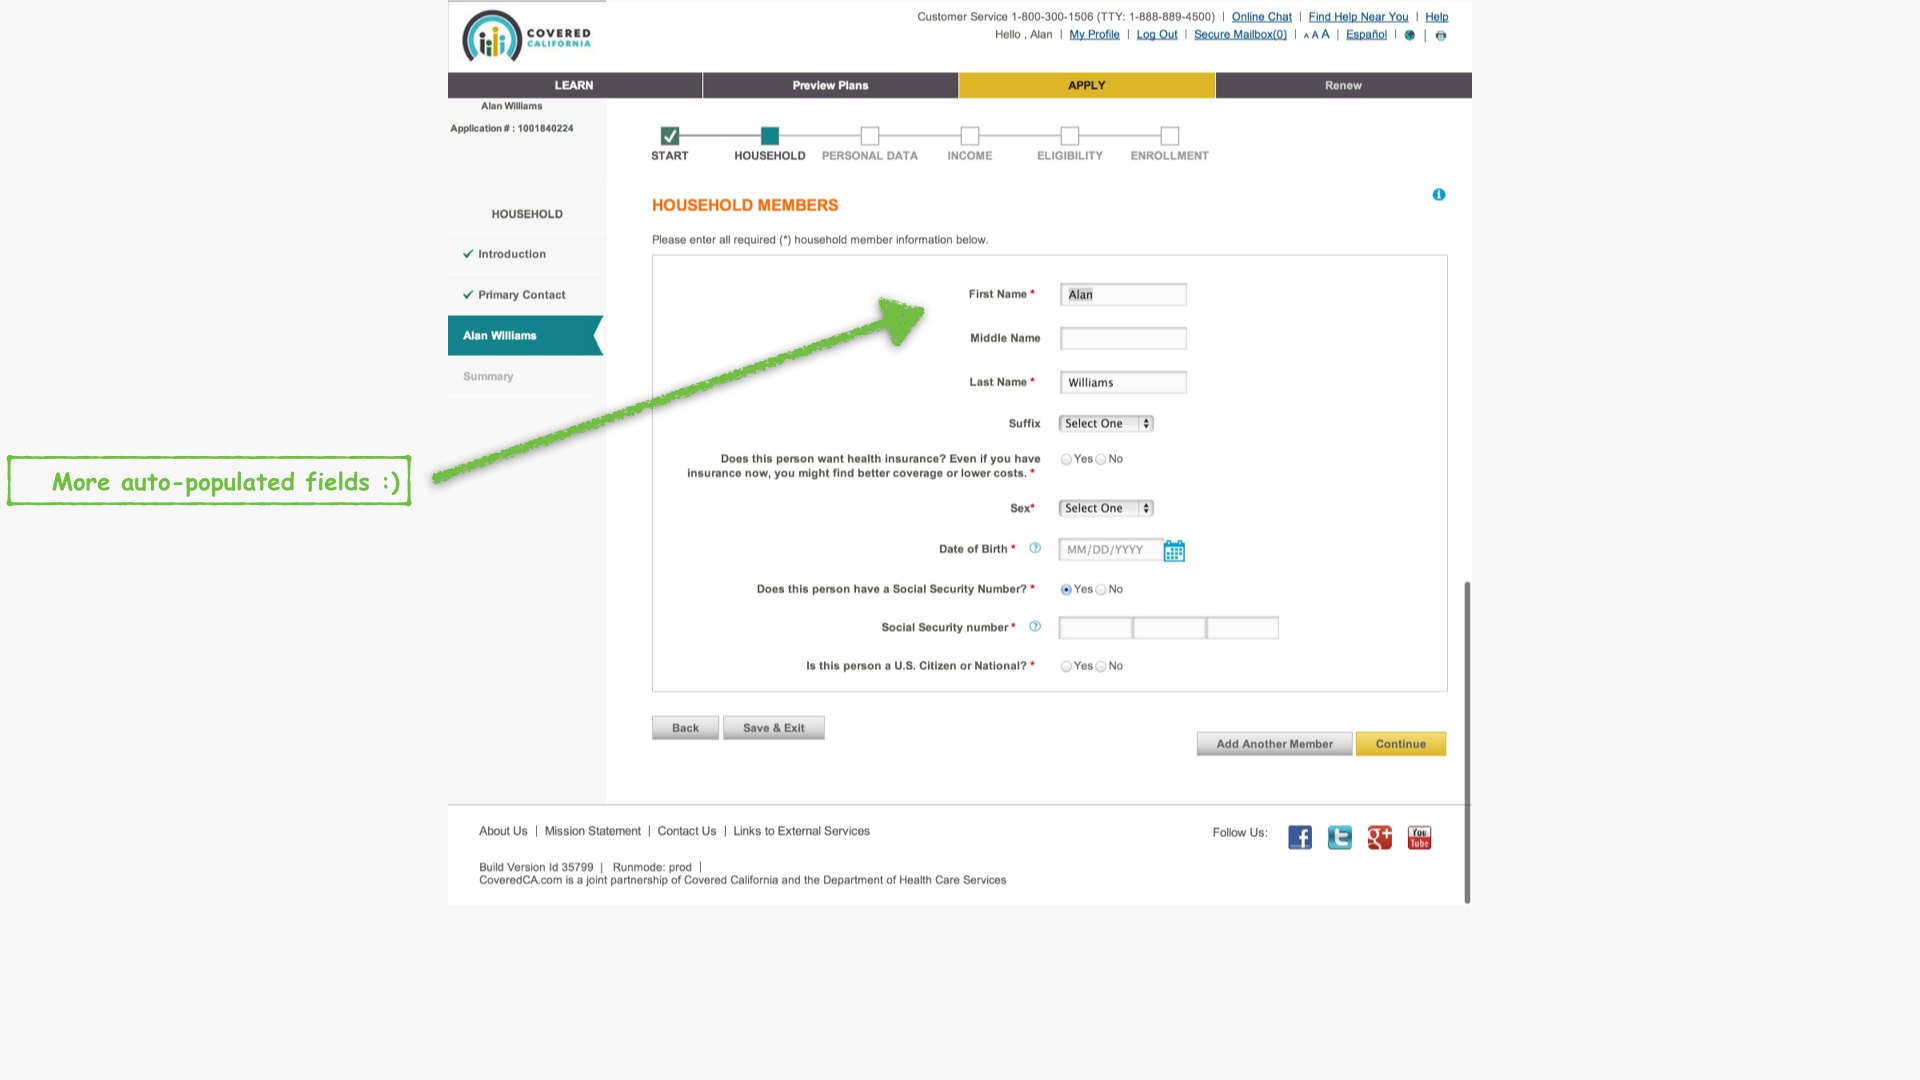 COVERED
CALIFORNIA
Customer Service 1-800-300-1506 (TTY: 1-888-889-4500) | Online Chat | Find Help Near You | Help
Hello , Alan | My Profile | Log Out | Secure Mailbox(0) | A A A | Español | |
LEARN Preview Plans APPLY Renew
Alan Williams
Application # : 1001840224
START HOUSEHOLD PERSONAL DATA INCOME ELIGIBILITY ENROLLMENT
HOUSEHOLD
Introduction
Primary Contact
Alan Williams
Summary
HOUSEHOLD MEMBERS
Please enter all required (*) household member information below.
First Name * Alan
Middle Name
Last Name * Williams
Suffix Select One
Does this person want health insurance? Even if you have
insurance now, you might find better coverage or lower costs. * Yes No
Sex* Select One
Date of Birth * ? MM/DD/YYYY
Does this person have a Social Security Number? * Yes No
Social Security number * ?
Is this person a U.S. Citizen or National? * Yes No
More auto-populated fields :)
Back Save & Exit
Add Another Member Continue
About Us | Mission Statement | Contact Us | Links to External Services
Follow Us: f t g+ You Tube
Build Version Id 35799 | Runmode: prod |
CoveredCA.com is a joint partnership of Covered California and the Department of Health Care Services